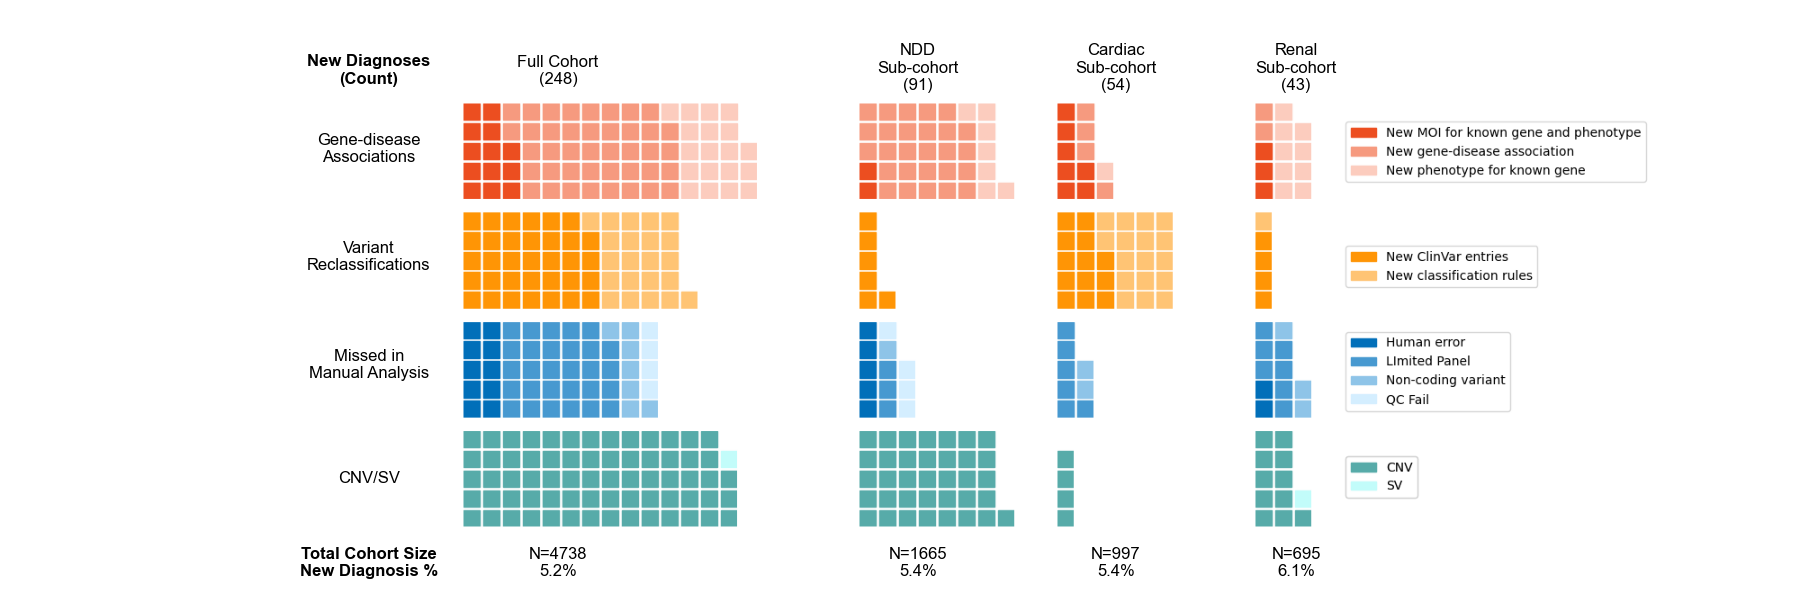 New Diagnoses
(Count)
Full Cohort
(248)
NDD
Sub-cohort
(91)
Cardiac
Sub-cohort
(54)
Renal
Sub-cohort
(43)
Gene-disease
Associations
New MOI for known gene and phenotype
New gene-disease association
New phenotype for known gene
Variant
Reclassifications
New ClinVar entries
New classification rules
Missed in
Manual Analysis
Human error
LImited Panel
Non-coding variant
QC Fail
CNV/SV
CNV
SV
Total Cohort Size
New Diagnosis %
N=4738
5.2%
N=1665
5.4%
N=997
5.4%
N=695
6.1%